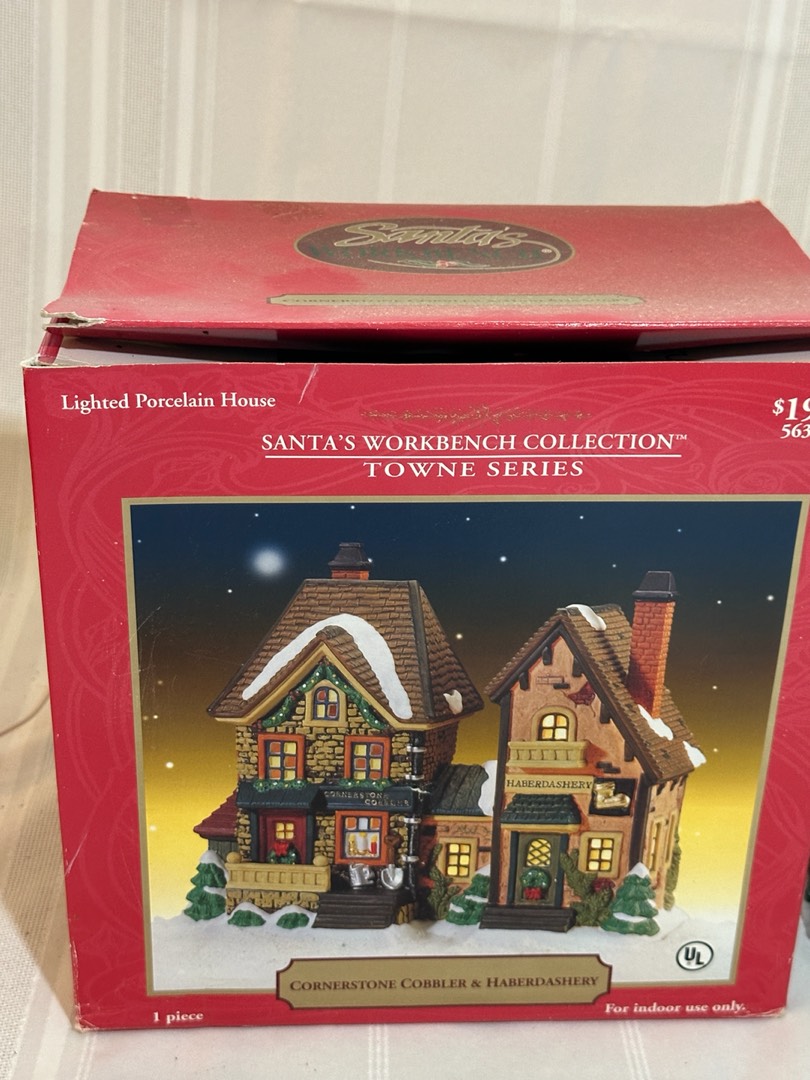 Santa's
Lighted Porcelain House
$19
563
SANTA'S WORKBENCH COLLECTION™
TOWNE SERIES
CORNERSTONE
COBBLER
HABERDASHERY
UL
CORNERSTONE COBBLER & HABERDASHERY
1 piece
For indoor use only.